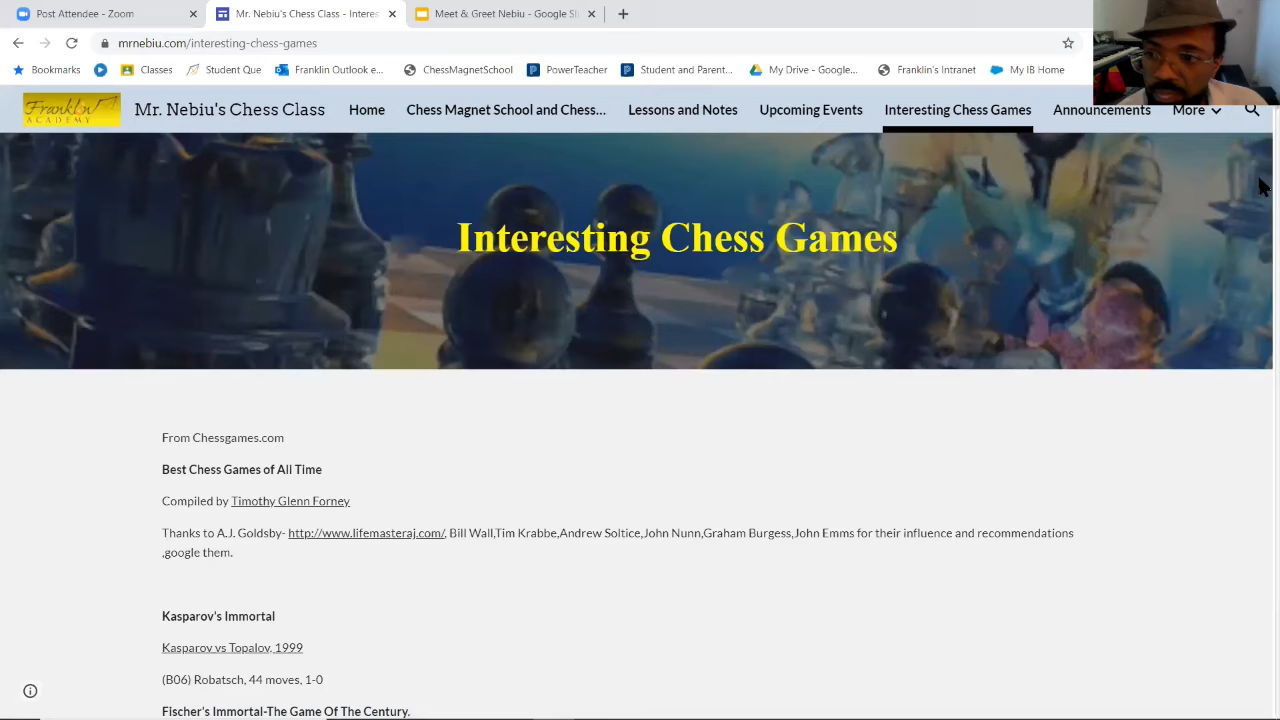 Post Attendee - Zoom
Mr. Nebiu's Chess Class - Interes
Meet & Greet Nebiu - Google Sl
mrnebiu.com/interesting-chess-games
Bookmarks
Classes
Student Que
Franklin Outlook e...
ChessMagnetSchool
PowerTeacher
Student and Parent...
My Drive - Google...
Franklin's Intranet
My IB Home
Franklin
ACADEMY
Mr. Nebiu's Chess Class
Home
Chess Magnet School and Chess...
Lessons and Notes
Upcoming Events
Interesting Chess Games
Announcements
More
Interesting Chess Games
From Chessgames.com
Best Chess Games of All Time
Compiled by Timothy Glenn Forney
Thanks to A.J. Goldsby- http://www.lifemasteraj.com/, Bill Wall,Tim Krabbe,Andrew Soltice,John Nunn,Graham Burgess,John Emms for their influence and recommendations
,google them.
Kasparov's Immortal
Kasparov vs Topalov, 1999
(B06) Robatsch, 44 moves, 1-0
Fischer's Immortal-The Game Of The Century.